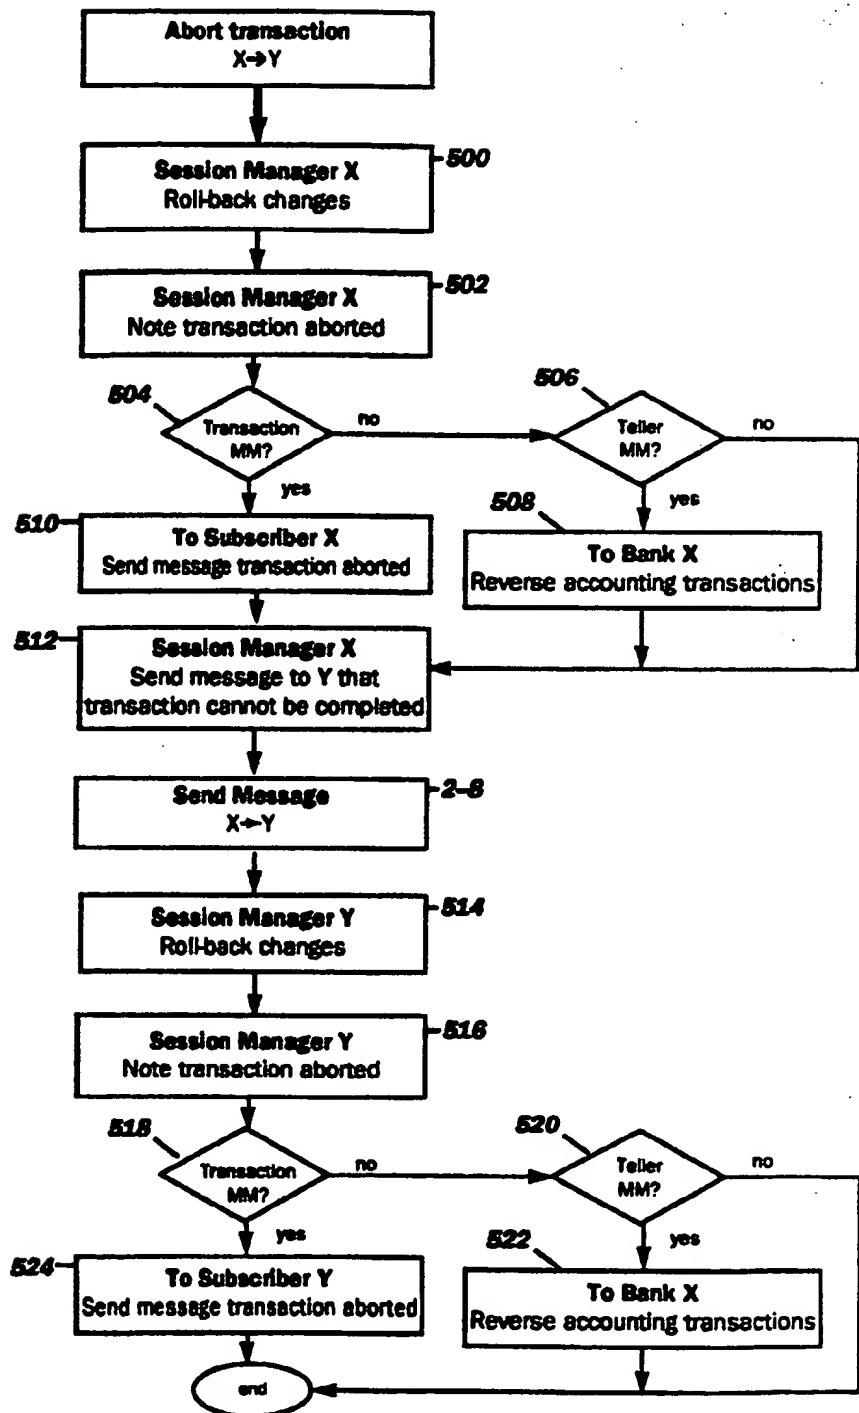 Abort transaction
X→Y
500
Session Manager X
Roll-back changes
502
Session Manager X
Note transaction aborted
504
Transaction
MM?
no
yes
506
Teller
MM?
no
yes
508
To Bank X
Reverse accounting transactions
510
To Subscriber X
Send message transaction aborted
512
Session Manager X
Send message to Y that
transaction cannot be completed
2-8
Send Message
X→Y
514
Session Manager Y
Roll-back changes
516
Session Manager Y
Note transaction aborted
518
Transaction
MM?
no
yes
520
Teller
MM?
no
yes
522
To Bank X
Reverse accounting transactions
524
To Subscriber Y
Send message transaction aborted
end